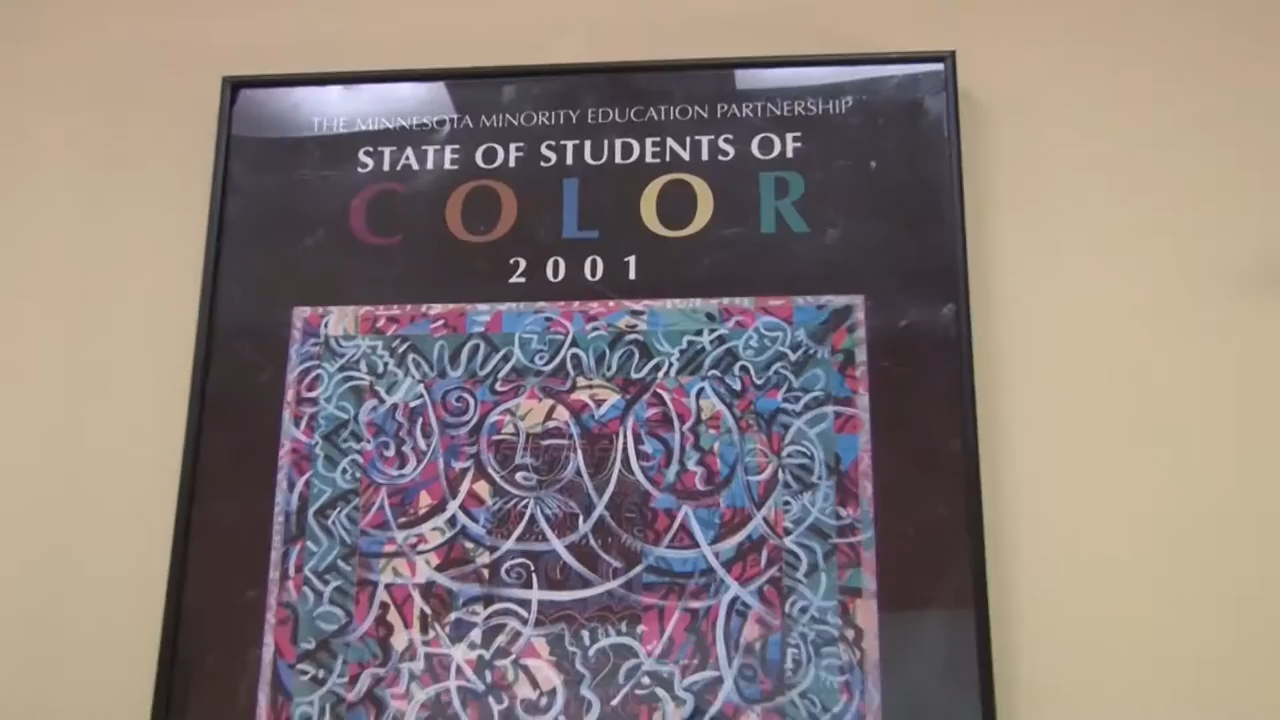 THE MINNESOTA MINORITY EDUCATION PARTNERSHIP
STATE OF STUDENTS OF
COLOR
2001